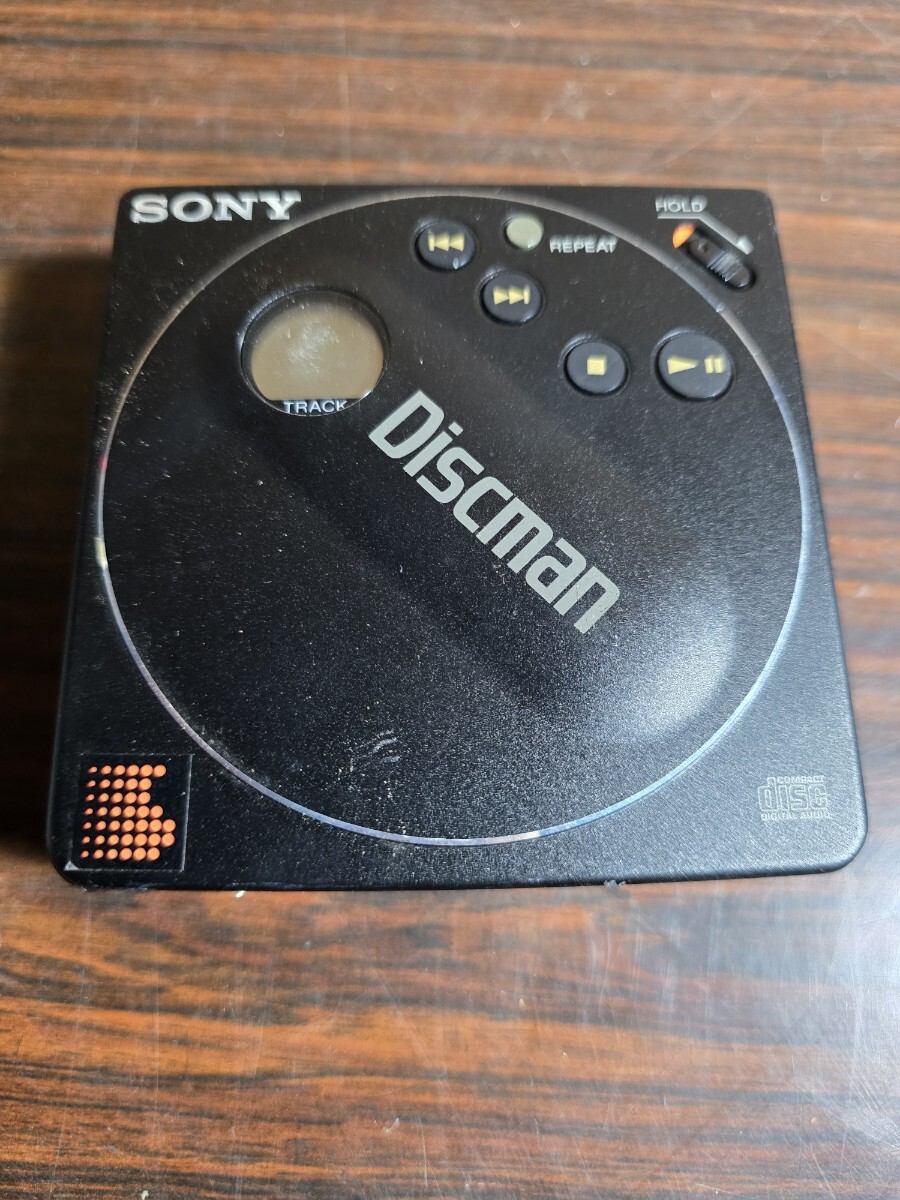 SONY
HOLD
REPEAT
TRACK
Discman
COMPACT
disc
DIGITAL AUDIO